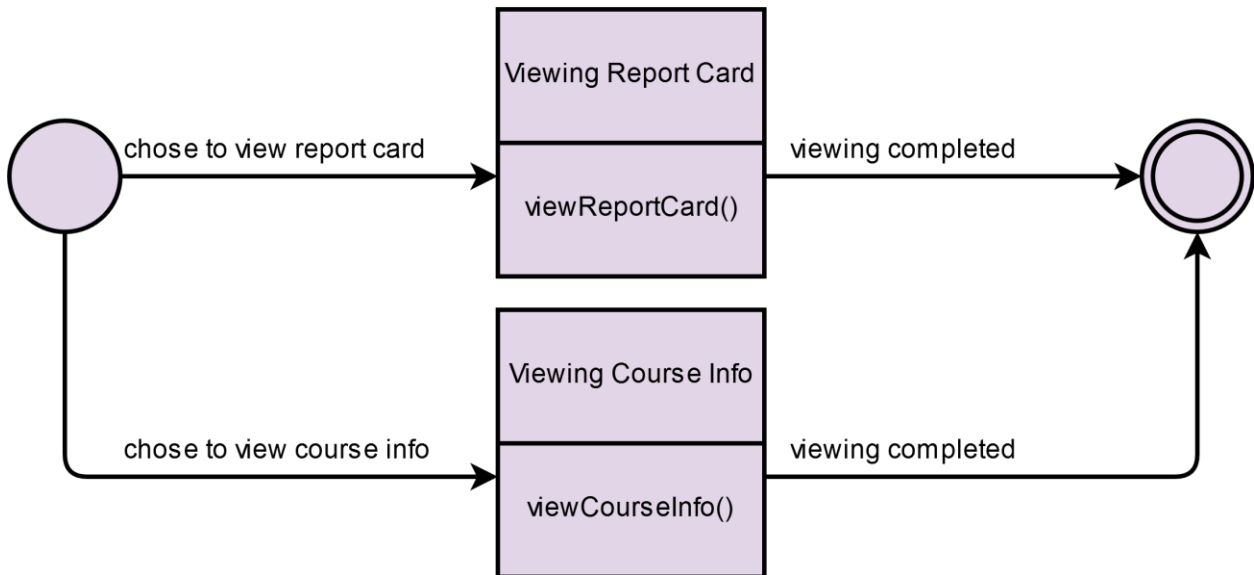 Viewing Report Card
chose to view report card
viewing completed
viewReportCard()
Viewing Course Info
chose to view course info
viewing completed
viewCourseInfo()